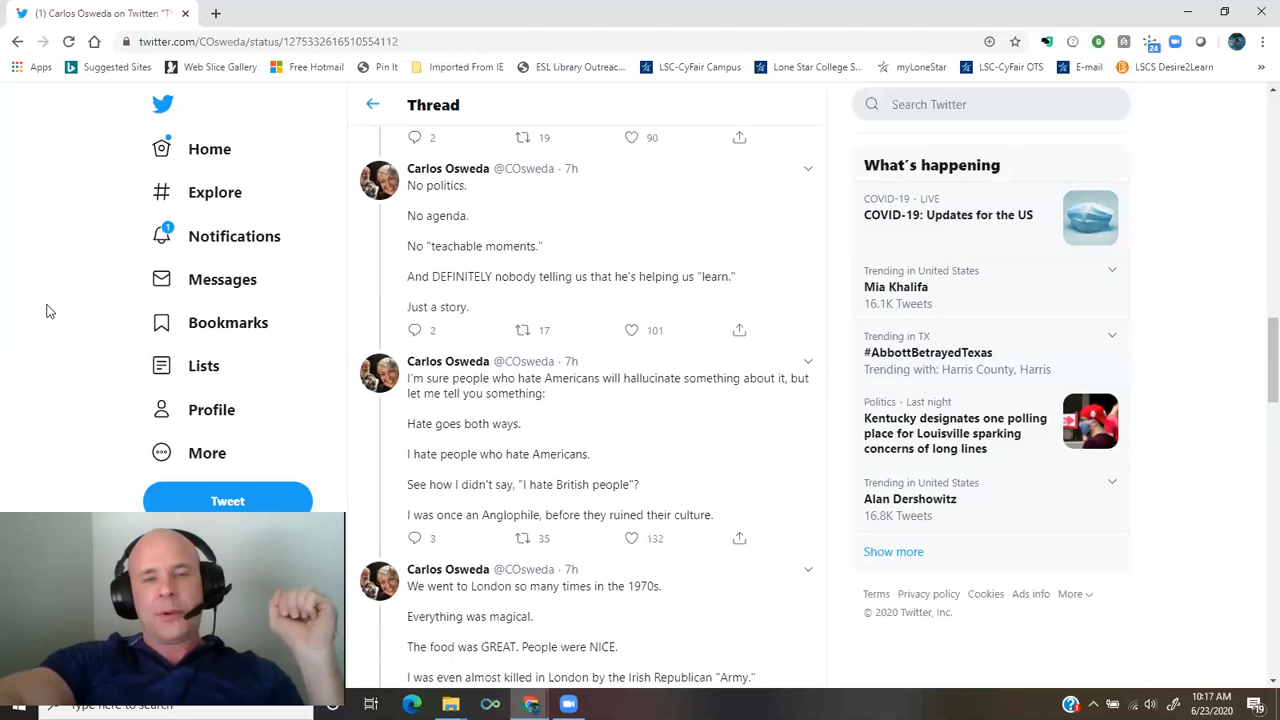 (1) Carlos Osweda on Twitter: "T
twitter.com/COsweda/status/1275332616510554112
24
Apps
Suggested Sites
Web Slice Gallery
Free Hotmail
Pin It
Imported From IE
ESL Library Outreac...
LSC-CyFair Campus
Lone Star College S...
myLoneStar
LSC-CyFair OTS
E-mail
LSCS Desire2Learn
»
Home
Explore
1
Notifications
Messages
Bookmarks
Lists
Profile
More
Tweet
Thread
2 19 90
Carlos Osweda @COsweda · 7h
No politics.
No agenda.
No "teachable moments."
And DEFINITELY nobody telling us that he's helping us "learn."
Just a story.
2 17 101
Carlos Osweda @COsweda · 7h
I'm sure people who hate Americans will hallucinate something about it, but
let me tell you something:
Hate goes both ways.
I hate people who hate Americans.
See how I didn't say, "I hate British people"?
I was once an Anglophile, before they ruined their culture.
3 35 132
Carlos Osweda @COsweda · 7h
We went to London so many times in the 1970s.
Everything was magical.
The food was GREAT. People were NICE.
I was even almost killed in London by the Irish Republican "Army."
Search Twitter
What's happening
COVID-19 · LIVE
COVID-19: Updates for the US
Trending in United States
Mia Khalifa
16.1K Tweets
Trending in TX
#AbbottBetrayedTexas
Trending with: Harris County, Harris
Politics · Last night
Kentucky designates one polling
place for Louisville sparking
concerns of long lines
Trending in United States
Alan Dershowitz
16.8K Tweets
Show more
Terms Privacy policy Cookies Ads info More
© 2020 Twitter, Inc.
Type here to search
10:17 AM
6/23/2020
19